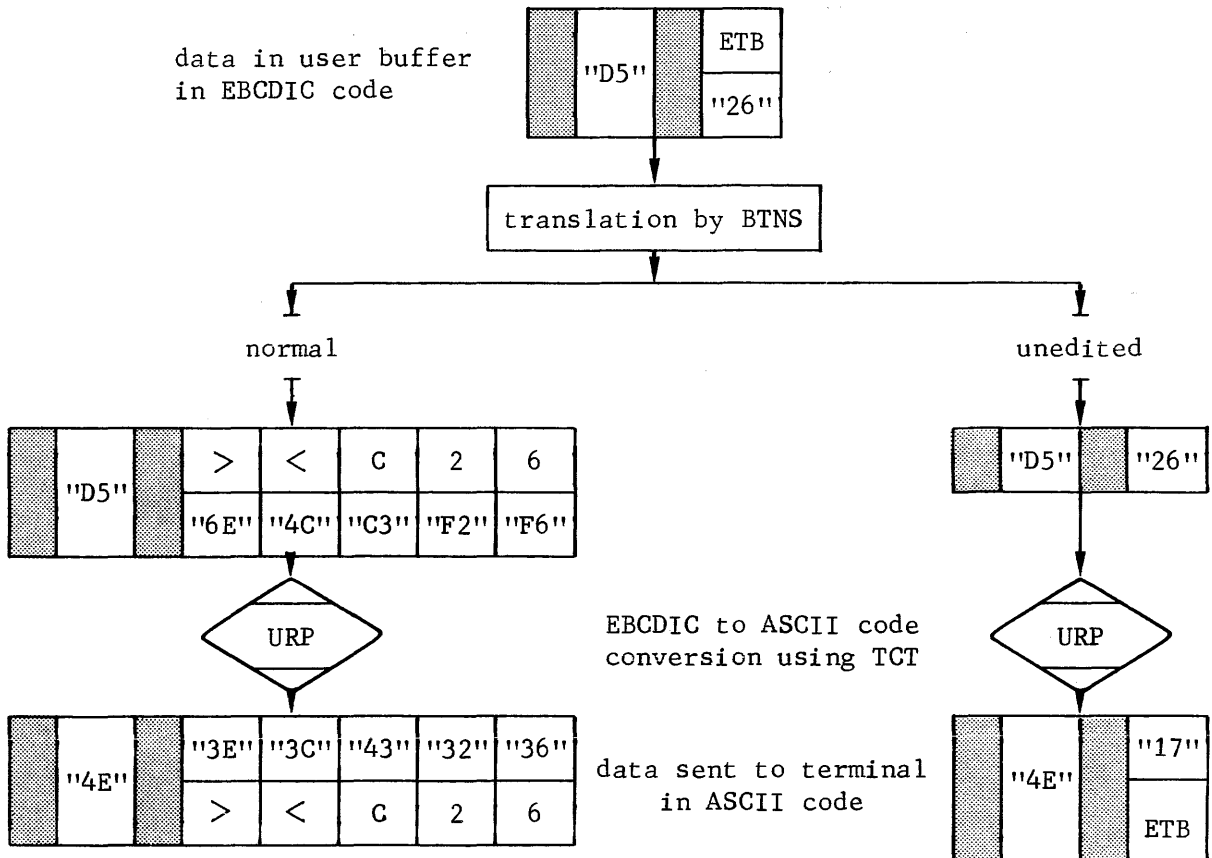 data in user buffer
in EBCDIC code
"D5"
ETB
"26"
translation by BTNS
normal
unedited
"D5"
> < C 2 6
"6E" "4C" "C3" "F2" "F6"
"D5" "26"
URP
EBCDIC to ASCII code
conversion using TCT
URP
"4E"
"3E" "3C" "43" "32" "36"
> < C 2 6
data sent to terminal
in ASCII code
"4E"
"17"
ETB